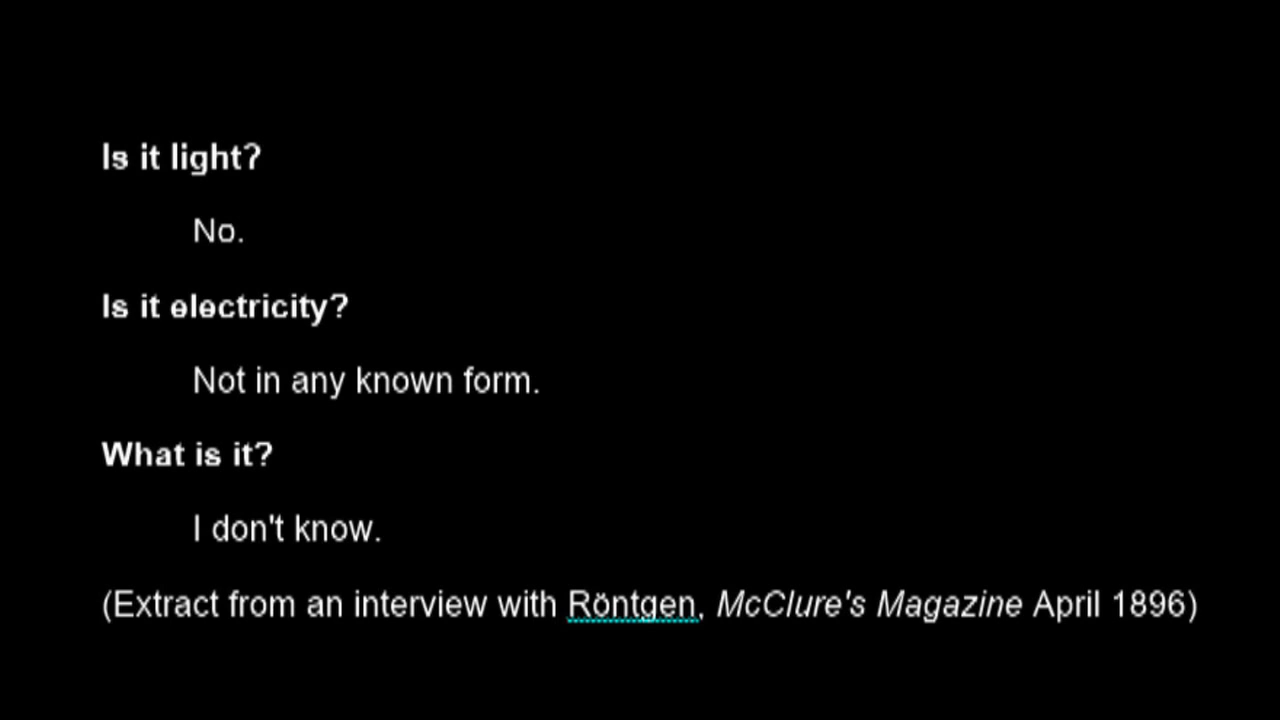 Is it light?
No.
Is it electricity?
Not in any known form.
What is it?
I don't know.
(Extract from an interview with Röntgen, McClure's Magazine April 1896)